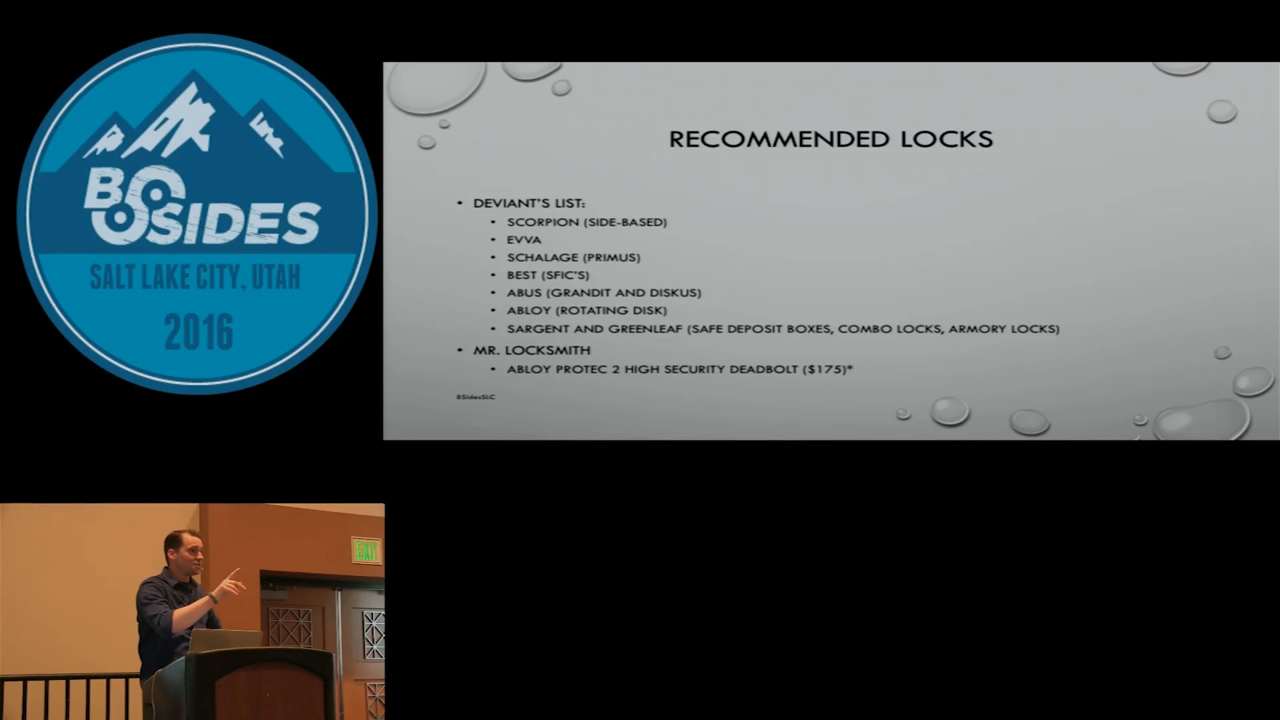 BSIDES
SALT LAKE CITY, UTAH
2016
RECOMMENDED LOCKS
• DEVIANT'S LIST:
• SCORPION (SIDE-BASED)
• EVVA
• SCHALAGE (PRIMUS)
• BEST (SFIC'S)
• ABUS (GRANDIT AND DISKUS)
• ABLOY (ROTATING DISK)
• SARGENT AND GREENLEAF (SAFE DEPOSIT BOXES, COMBO LOCKS, ARMORY LOCKS)
• MR. LOCKSMITH
• ABLOY PROTEC 2 HIGH SECURITY DEADBOLT ($175)*
BSidesSLC
EXIT